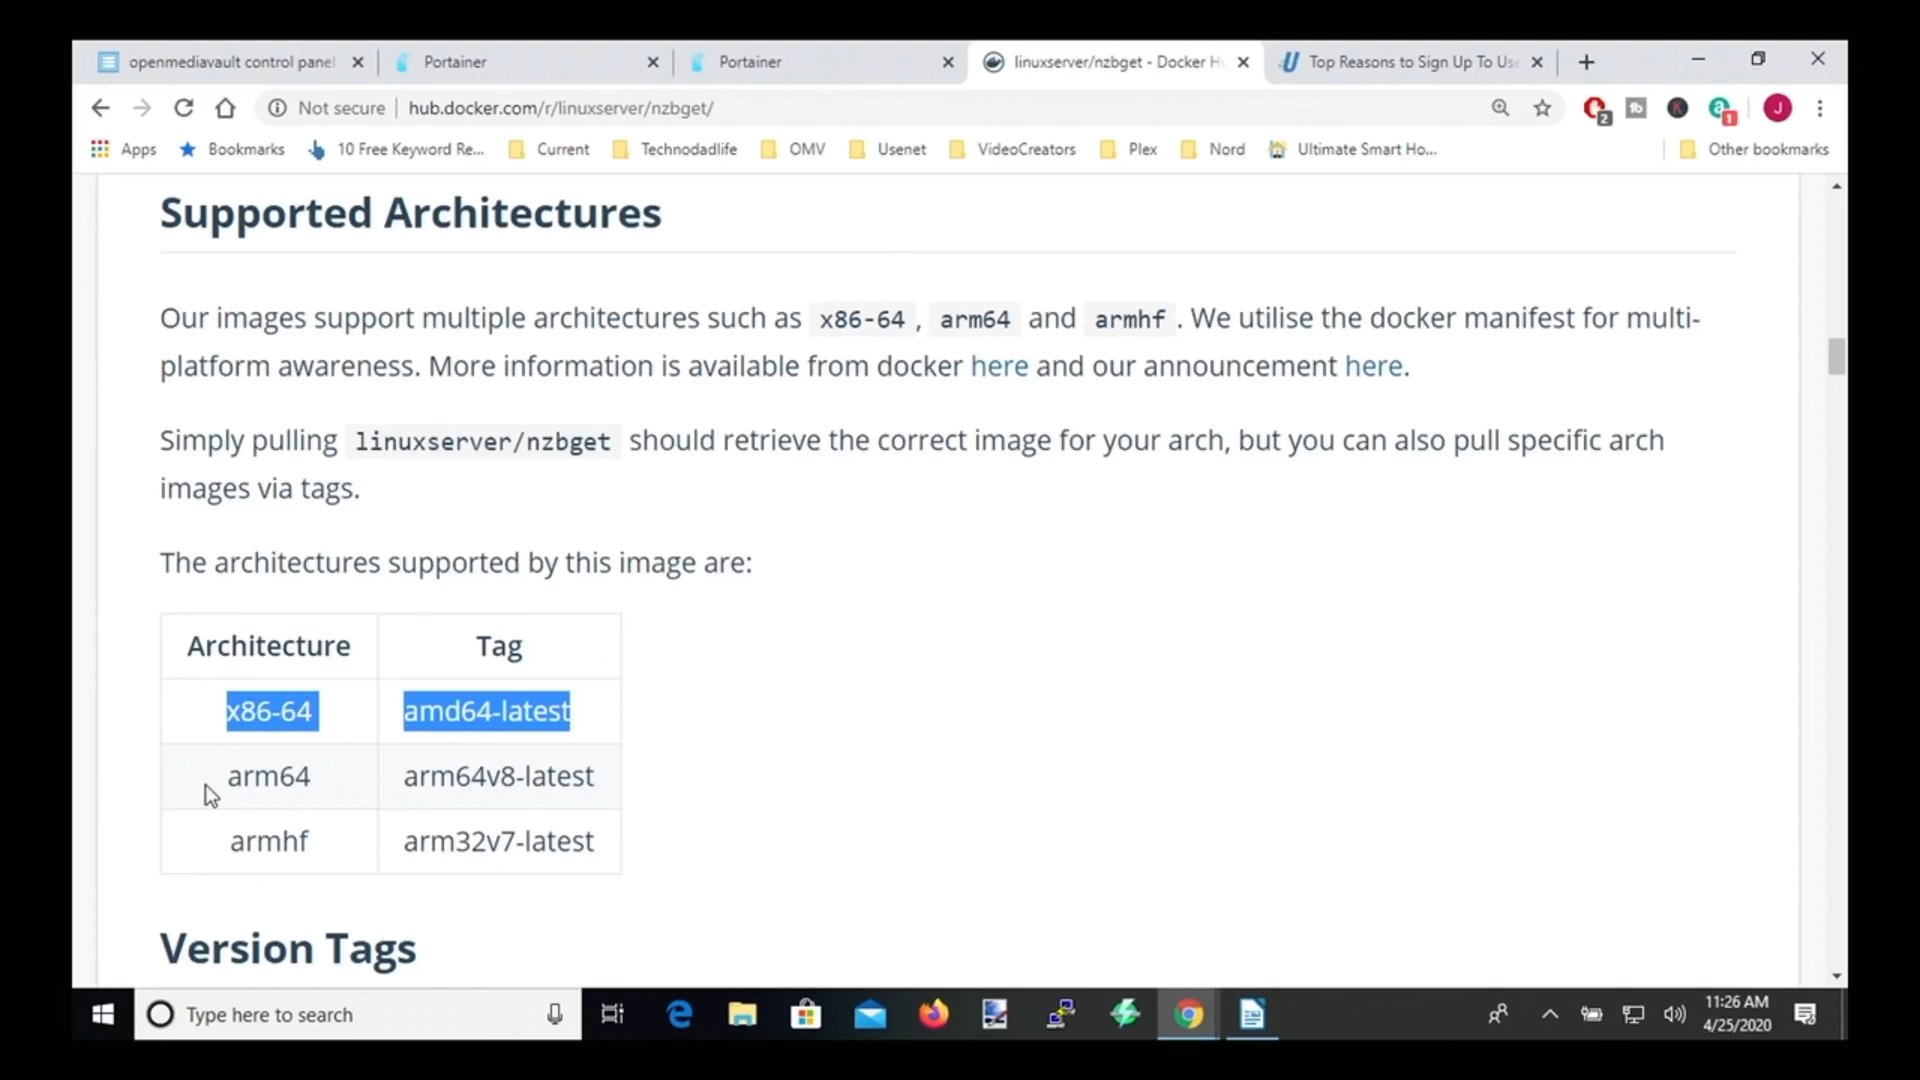 openmediavault control panel
Portainer
Portainer
linuxserver/nzbget - Docker H
Top Reasons to Sign Up To Us
Not secure | hub.docker.com/r/linuxserver/nzbget/
2
1
J
Apps
Bookmarks
10 Free Keyword Re...
Current
Technodadlife
OMV
Usenet
VideoCreators
Plex
Nord
Ultimate Smart Ho...
Other bookmarks
Supported Architectures
Our images support multiple architectures such as x86-64 , arm64 and armhf . We utilise the docker manifest for multi-
platform awareness. More information is available from docker here and our announcement here.
Simply pulling linuxserver/nzbget should retrieve the correct image for your arch, but you can also pull specific arch
images via tags.
The architectures supported by this image are:
Architecture Tag
x86-64 amd64-latest
arm64 arm64v8-latest
armhf arm32v7-latest
Version Tags
Type here to search
11:26 AM
4/25/2020